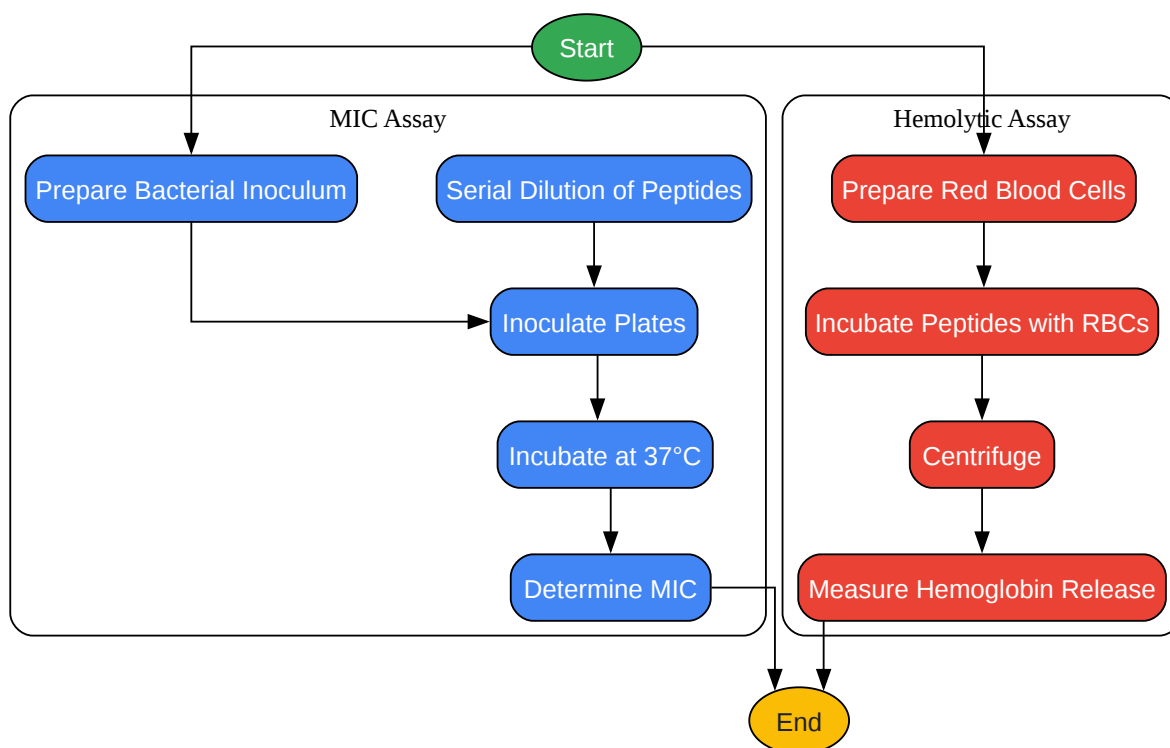 Start
MIC Assay
Hemolytic Assay
Prepare Bacterial Inoculum
Serial Dilution of Peptides
Prepare Red Blood Cells
Inoculate Plates
Incubate Peptides with RBCs
Incubate at 37°C
Centrifuge
Determine MIC
Measure Hemoglobin Release
End